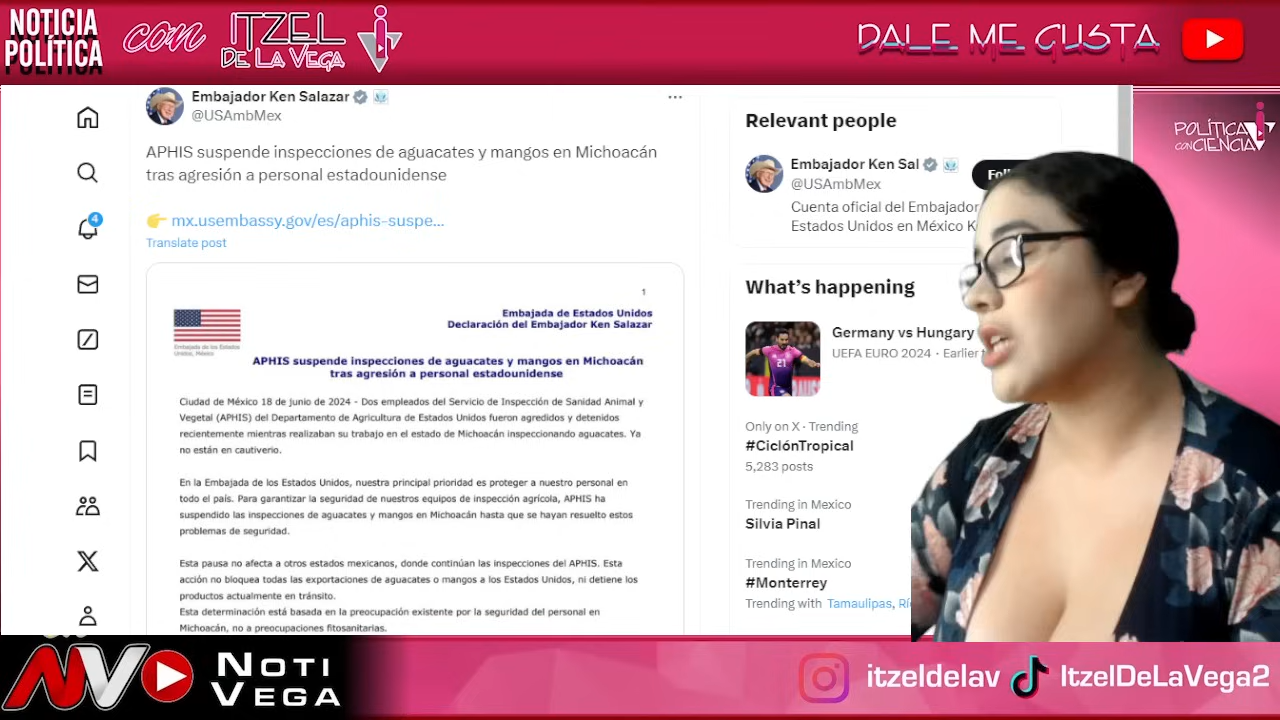 NOTICIA
POLÍTICA
con
ITZEL
DE LA VEGA
DALE ME GUSTA
Embajador Ken Salazar
@USAmbMex
APHIS suspende inspecciones de aguacates y mangos en Michoacán
tras agresión a personal estadounidense
mx.usembassy.gov/es/aphis-suspe...
Translate post
1
Embajada de Estados Unidos
Declaración del Embajador Ken Salazar
Embajada de los Estados
Unidos, México
APHIS suspende inspecciones de aguacates y mangos en Michoacán
tras agresión a personal estadounidense
Ciudad de México 18 de junio de 2024 - Dos empleados del Servicio de Inspección de Sanidad Animal y
Vegetal (APHIS) del Departamento de Agricultura de Estados Unidos fueron agredidos y detenidos
recientemente mientras realizaban su trabajo en el estado de Michoacán inspeccionando aguacates. Ya
no están en cautiverio.
En la Embajada de los Estados Unidos, nuestra principal prioridad es proteger a nuestro personal en
todo el país. Para garantizar la seguridad de nuestros equipos de inspección agrícola, APHIS ha
suspendido las inspecciones de aguacates y mangos en Michoacán hasta que se hayan resuelto estos
problemas de seguridad.
Esta pausa no afecta a otros estados mexicanos, donde continúan las inspecciones del APHIS. Esta
acción no bloquea todas las exportaciones de aguacates o mangos a los Estados Unidos, ni detiene los
productos actualmente en tránsito.
Esta determinación está basada en la preocupación existente por la seguridad del personal en
Michoacán, no a preocupaciones fitosanitarias.
4
Relevant people
Embajador Ken Sal
@USAmbMex
Fol
Cuenta oficial del Embajador
Estados Unidos en México K
What's happening
Germany vs Hungary
UEFA EURO 2024 · Earlier t
21
Only on X · Trending
#CiclónTropical
5,283 posts
Trending in Mexico
Silvia Pinal
Trending in Mexico
#Monterrey
Trending with Tamaulipas, Rí
POLÍTICA
CON CIENCIA
NV
NOTI
VEGA
itzeldelav
ItzelDeLaVega2